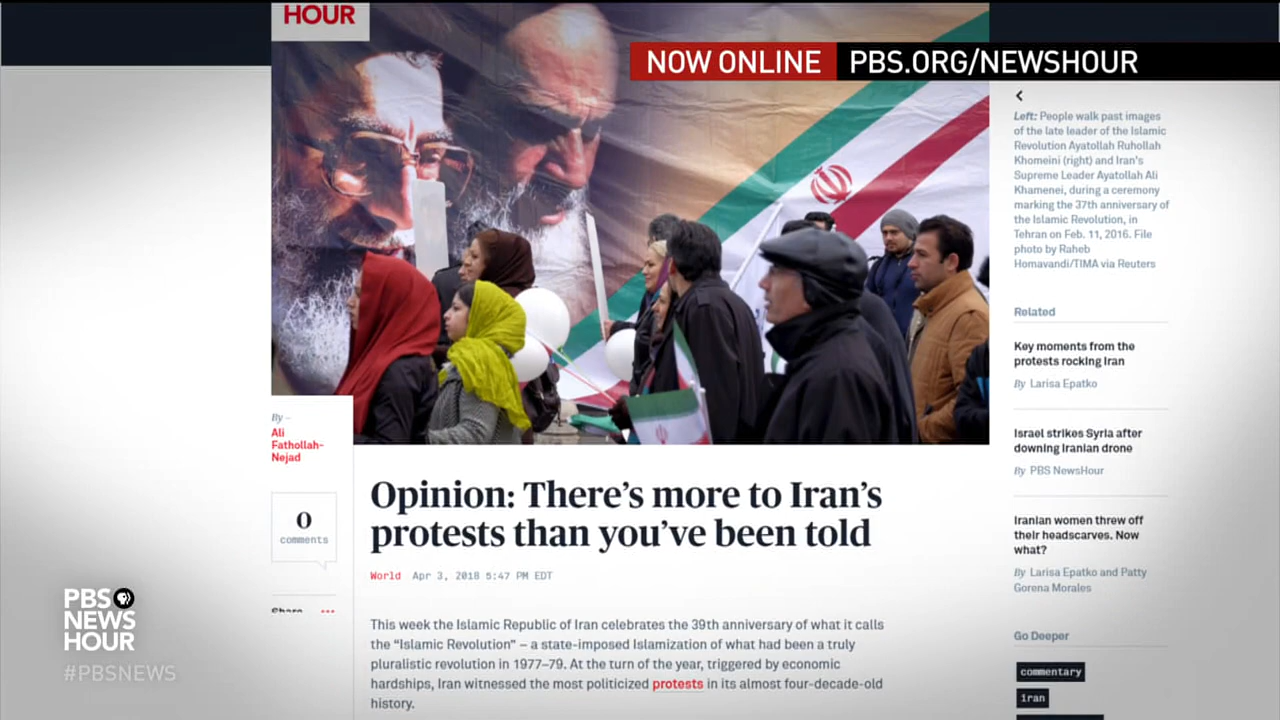 HOUR
NOW ONLINE PBS.ORG/NEWSHOUR
Left: People walk past images
of the late leader of the Islamic
Revolution Ayatollah Ruhollah
Khomeini (right) and Iran's
Supreme Leader Ayatollah Ali
Khamenei, during a ceremony
marking the 37th anniversary of
the Islamic Revolution, in
Tehran on Feb. 11, 2016. File
photo by Raheb
Homavandi/TIMA via Reuters
Related
Key moments from the
protests rocking Iran
By Larisa Epatko
Israel strikes Syria after
downing Iranian drone
By PBS NewsHour
Iranian women threw off
their headscarves. Now
what?
By Larisa Epatko and Patty
Gorena Morales
Go Deeper
commentary
iran
By –
Ali
Fathollah-
Nejad
0
comments
Share
Opinion: There's more to Iran's
protests than you've been told
World Apr 3, 2018 5:47 PM EDT
This week the Islamic Republic of Iran celebrates the 39th anniversary of what it calls
the “Islamic Revolution” – a state-imposed Islamization of what had been a truly
pluralistic revolution in 1977–79. At the turn of the year, triggered by economic
hardships, Iran witnessed the most politicized protests in its almost four-decade-old
history.
PBS
NEWS
HOUR
#PBSNEWS